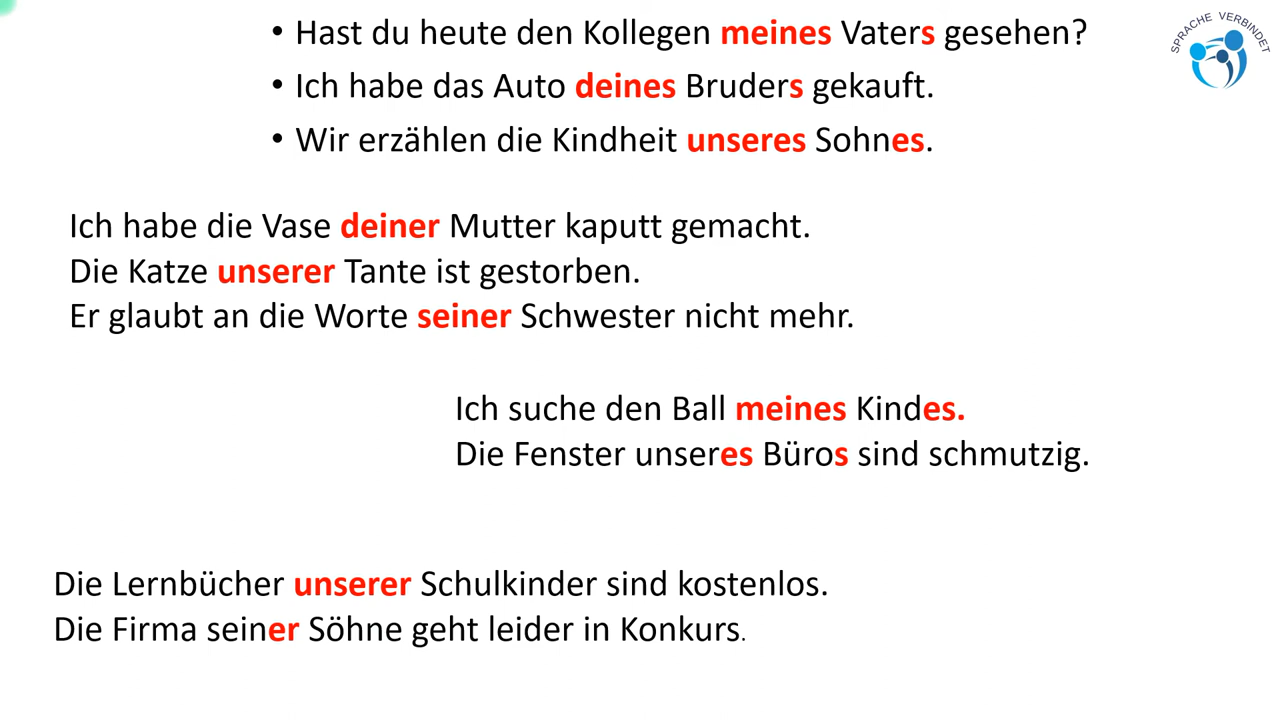 • Hast du heute den Kollegen meines Vaters gesehen?
• Ich habe das Auto deines Bruders gekauft.
• Wir erzählen die Kindheit unseres Sohnes.
SPRACHE VERBINDET
Ich habe die Vase deiner Mutter kaputt gemacht.
Die Katze unserer Tante ist gestorben.
Er glaubt an die Worte seiner Schwester nicht mehr.
Ich suche den Ball meines Kindes.
Die Fenster unseres Büros sind schmutzig.
Die Lernbücher unserer Schulkinder sind kostenlos.
Die Firma seiner Söhne geht leider in Konkurs.